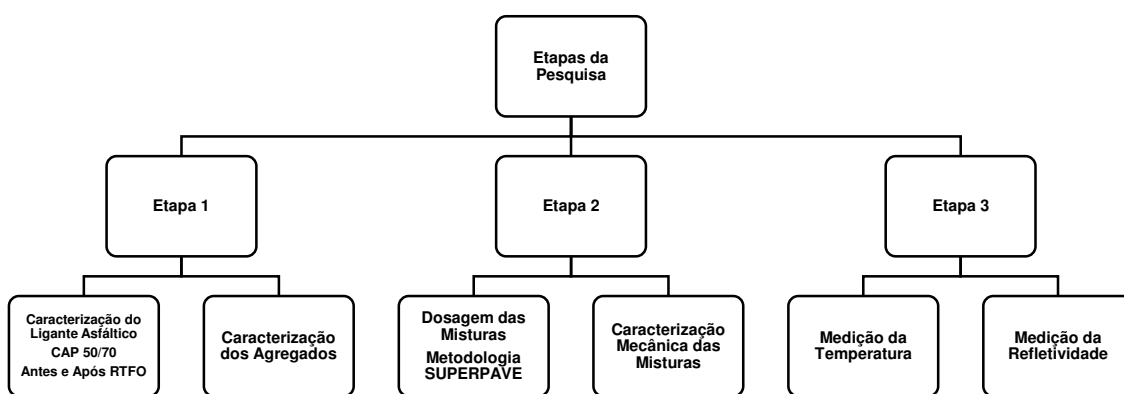 Etapas da
Pesquisa
Etapa 1
Etapa 2
Etapa 3
Caracterização do
Ligante Asfáltico
CAP 50/70
Antes e Após RTFO
Caracterização
dos Agregados
Dosagem das
Misturas
Metodologia
SUPERPAVE
Caracterização
Mecânica das
Misturas
Medição da
Temperatura
Medição da
Refletividade